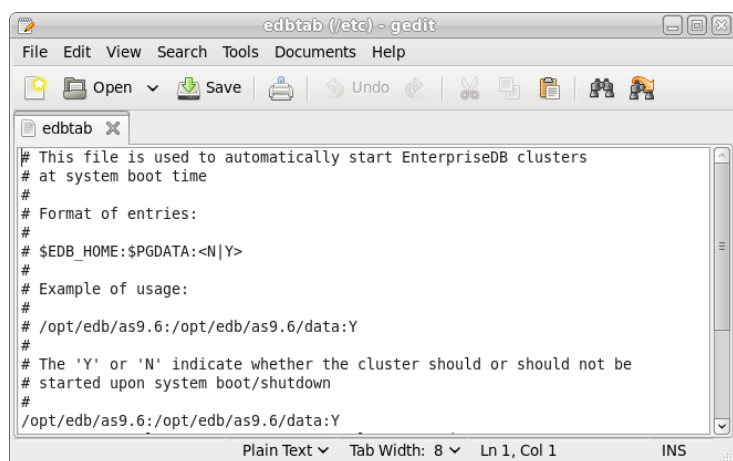 edbtab (/etc) - gedit
File Edit View Search Tools Documents Help
Open Save Undo
edbtab
# This file is used to automatically start EnterpriseDB clusters
# at system boot time
#
# Format of entries:
#
# $EDB_HOME:$PGDATA:<N|Y>
#
# Example of usage:
#
# /opt/edb/as9.6:/opt/edb/as9.6/data:Y
#
# The 'Y' or 'N' indicate whether the cluster should or should not be
# started upon system boot/shutdown
#
/opt/edb/as9.6:/opt/edb/as9.6/data:Y
Plain Text Tab Width: 8 Ln 1, Col 1 INS